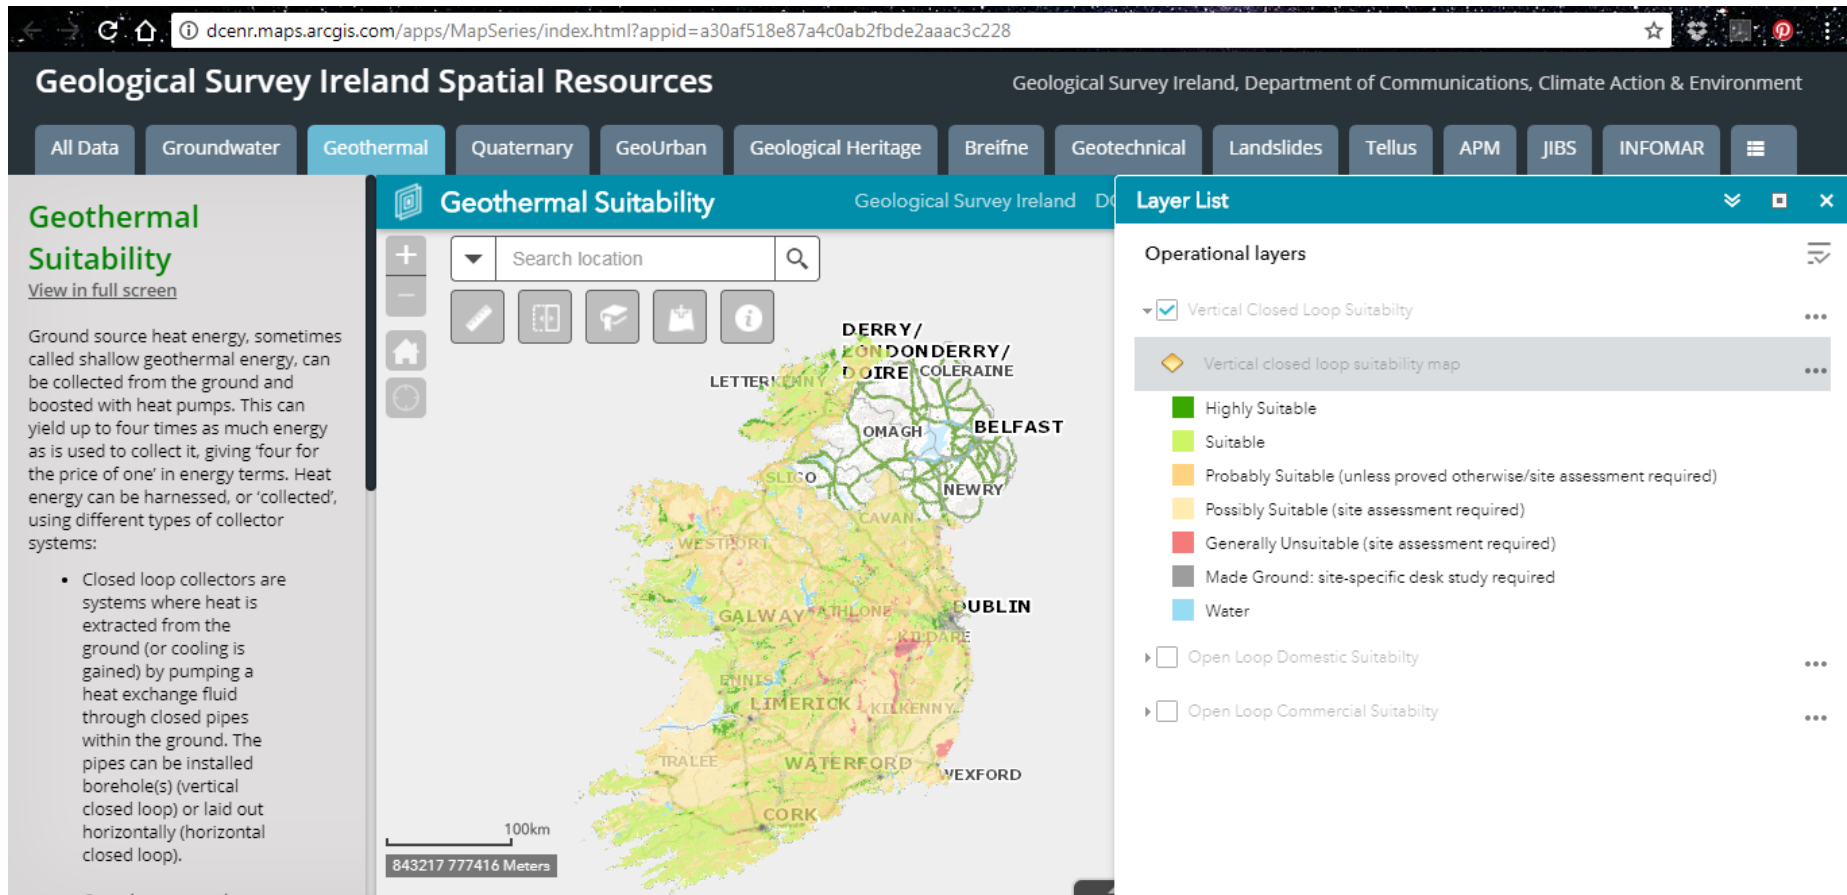 dcenr.maps.arcgis.com/apps/MapSeries/index.html?appid=a30af518e87a4c0ab2fbde2aaac3c228
Geological Survey Ireland Spatial Resources
Geological Survey Ireland, Department of Communications, Climate Action & Environment
All Data
Groundwater
Geothermal
Quaternary
GeoUrban
Geological Heritage
Breifne
Geotechnical
Landslides
Tellus
APM
JIBS
INFOMAR
Geothermal
Suitability
View in full screen
Ground source heat energy, sometimes
called shallow geothermal energy, can
be collected from the ground and
boosted with heat pumps. This can
yield up to four times as much energy
as is used to collect it, giving ‘four for
the price of one’ in energy terms. Heat
energy can be harnessed, or ‘collected’,
using different types of collector
systems:
• Closed loop collectors are
systems where heat is
extracted from the
ground (or cooling is
gained) by pumping a
heat exchange fluid
through closed pipes
within the ground. The
pipes can be installed
borehole(s) (vertical
closed loop) or laid out
horizontally (horizontal
closed loop).
Geothermal Suitability
Geological Survey Ireland
Search location
DERRY/
LONDONDERRY/
DOIRE
COLERAINE
LETTERKENNY
OMAGH
BELFAST
SLIGO
NEWRY
CAVAN
WESTPORT
GALWAY
ATHLONE
DUBLIN
KILDARE
ENNIS
LIMERICK
KILKENNY
TRALEE
WATERFORD
WEXFORD
CORK
100km
843217 777416 Meters
Layer List
Operational layers
Vertical Closed Loop Suitabilty
Vertical closed loop suitability map
Highly Suitable
Suitable
Probably Suitable (unless proved otherwise/site assessment required)
Possibly Suitable (site assessment required)
Generally Unsuitable (site assessment required)
Made Ground: site-specific desk study required
Water
Open Loop Domestic Suitabilty
Open Loop Commercial Suitabilty